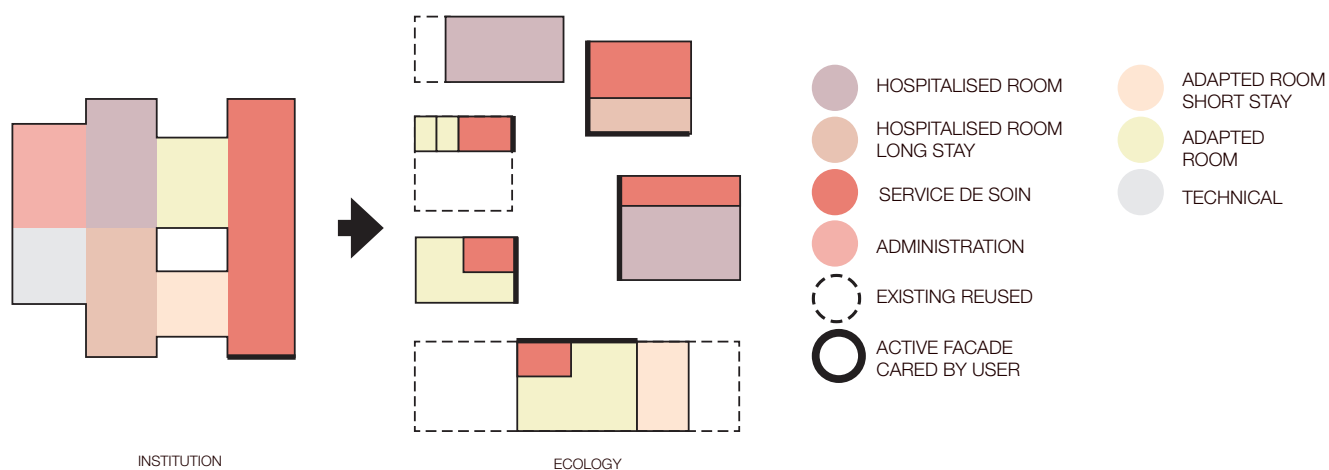 HOSPITALISED ROOM
HOSPITALISED ROOM
LONG STAY
SERVICE DE SOIN
ADMINISTRATION
EXISTING REUSED
ACTIVE FACADE
CARED BY USER
ADAPTED ROOM
SHORT STAY
ADAPTED
ROOM
TECHNICAL
INSTITUTION
ECOLOGY